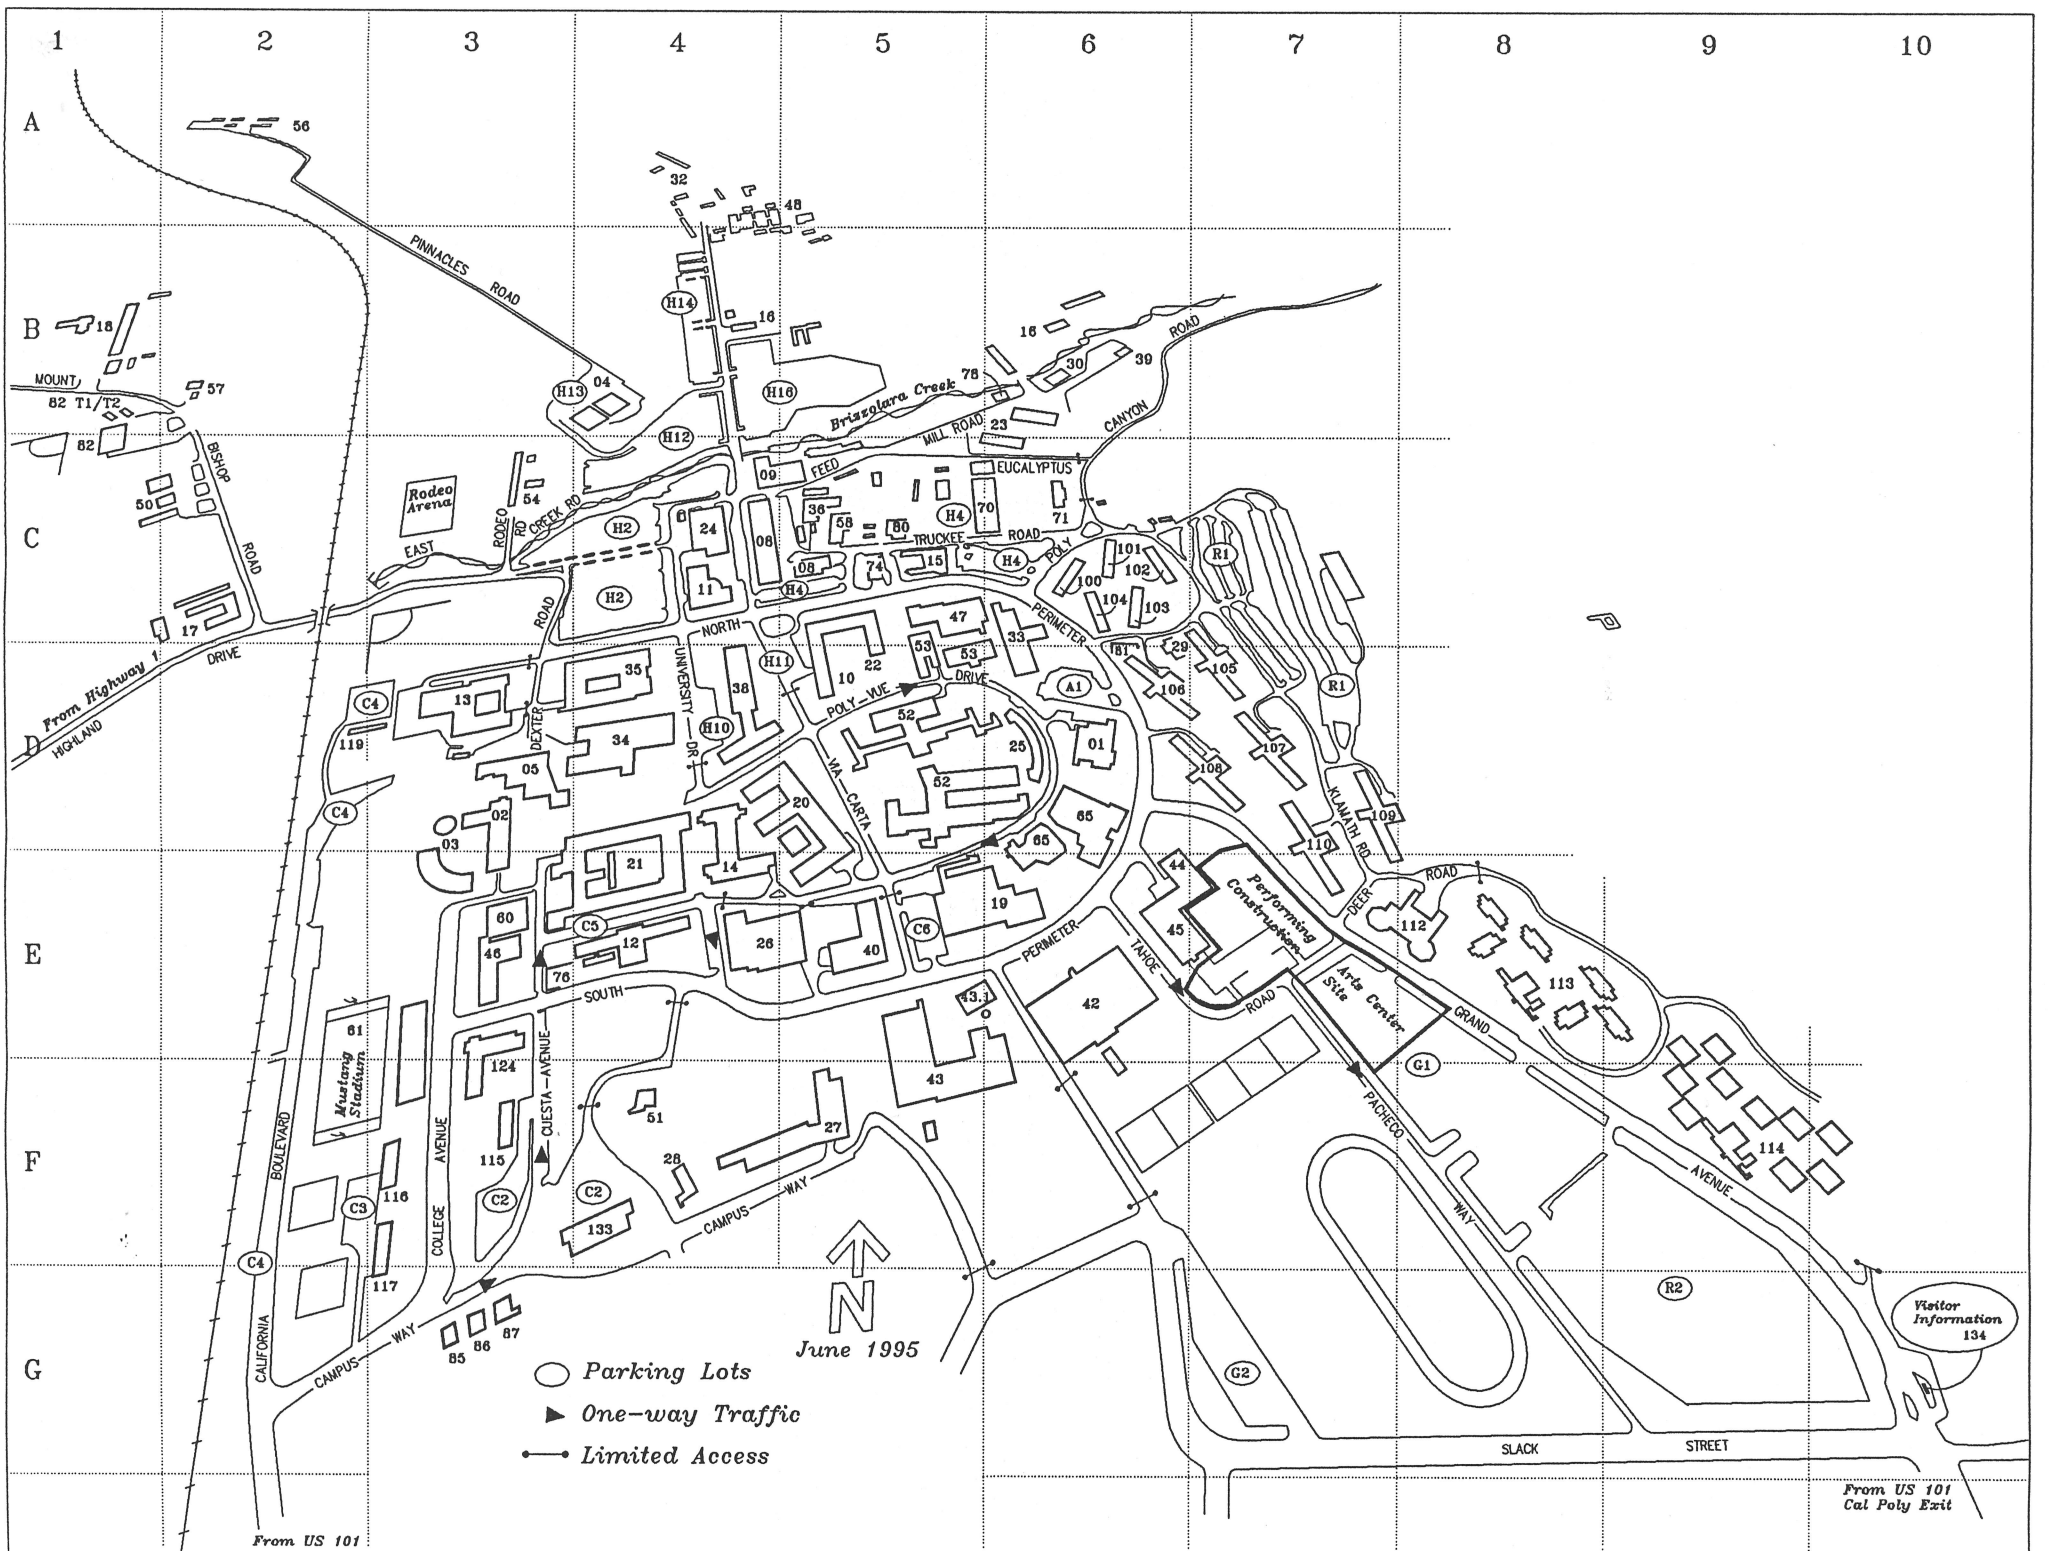 1 2 3 4 5 6 7 8 9 10
A
56
32
48
PINNACLES
ROAD
B
18
H14
16
16
ROAD
30
39
MOUNT
82 T1/T2
57
H13
04
H16
78
Brizzolara Creek
CANYON
82
BISHOP
H12
MILL ROAD
23
09
FEED
EUCALYPTUS
Rodeo
Arena
50
54
RODEO
RD
CREEK RD
H2
24
08
36
58
80
H4
70
71
C
EAST
TRUCKEE
ROAD
POLY
R1
ROAD
08
74
15
H4
101
102
100
H2
11
H4
104
103
17
ROAD
NORTH
47
33
PERIMETER
From Highway 1
DRIVE
HIGHLAND
35
UNIVERSITY
DR
H11
22
53
53
81
29
105
13
38
10
POLY VUE
DRIVE
A1
106
R1
C4
119
DEXTER
H10
52
D
34
25
01
107
05
VIA
CARTA
52
108
C4
02
20
KLAMATH RD
109
03
65
65
21
14
110
44
ROAD
DEER
Performing
Construction
60
C5
19
112
E
46
12
26
40
C6
PERIMETER
TAHOE
45
76
SOUTH
43.1
42
ROAD
Arts Center
Site
113
GRAND
61
Mustang
Stadium
CUESTA AVENUE
124
43
G1
51
PACHECO
F
BOULEVARD
AVENUE
115
27
28
114
AVENUE
116
C3
C2
C2
CAMPUS
WAY
133
WAY
COLLEGE
C4
117
R2
N
June 1995
Visitor
Information
134
CALIFORNIA
CAMPUS
WAY
85
86
87
G
Parking Lots
G2
One-way Traffic
SLACK
STREET
Limited Access
From US 101
Cal Poly Exit
From US 101